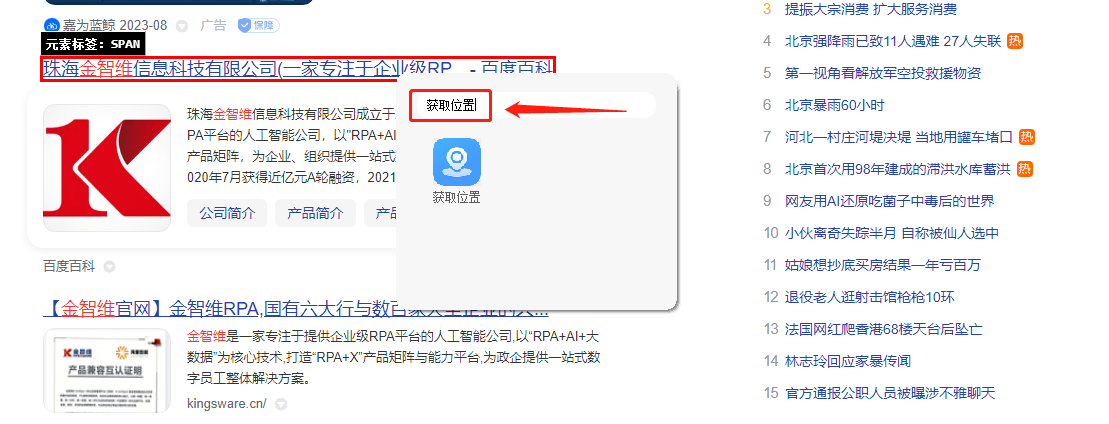 嘉为蓝鲸 2023-08 广告 保障
元素标签: SPAN
珠海金智维信息科技有限公司(一家专注于企业级RP... - 百度百科
珠海金智维信息科技有限公司成立于
PA平台的人工智能公司，以"RPA+AI
产品矩阵，为企业、组织提供一站式
020年7月获得近亿元A轮融资，2021
公司简介 产品简介 产品
百度百科
获取位置
获取位置
【金智维官网】金智维RPA,国有六大行与数百家大型企业的共...
金智维是一家专注于提供企业级RPA平台的人工智能公司,以“RPA+AI+大
数据”为核心技术,打造“RPA+X”产品矩阵与能力平台,为政企提供一站式数
字员工整体解决方案。
kingsware.cn/
金智维
产品兼容互认证明
3 提振大宗消费 扩大服务消费
4 北京强降雨已致11人遇难 27人失联 热
5 第一视角看解放军空投救援物资
6 北京暴雨60小时
7 河北一村庄河堤决堤 当地用罐车堵口 热
8 北京首次用98年建成的滞洪水库蓄洪 热
9 网友用AI还原吃菌子中毒后的世界
10 小伙离奇失踪半月 自称被仙人选中
11 姑娘想抄底买房结果一年亏百万
12 退役老人逛射击馆枪枪10环
13 法国网红爬香港68楼天台后坠亡
14 林志玲回应家暴传闻
15 官方通报公职人员被曝涉不雅聊天